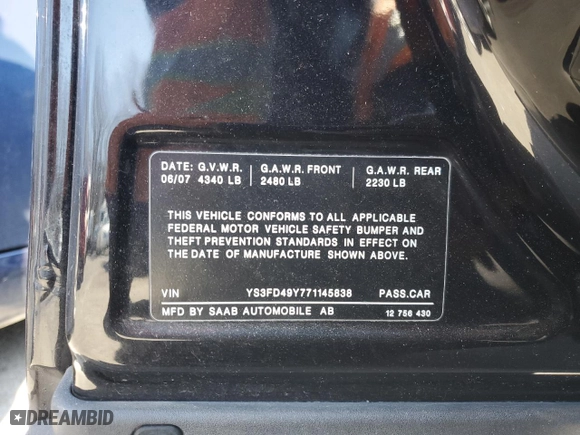 DATE: G.V.W.R. G.A.W.R. FRONT G.A.W.R. REAR
06/07 4340 LB 2480 LB 2230 LB
THIS VEHICLE CONFORMS TO ALL APPLICABLE
FEDERAL MOTOR VEHICLE SAFETY BUMPER AND
THEFT PREVENTION STANDARDS IN EFFECT ON
THE DATE OF MANUFACTURE SHOWN ABOVE.
VIN YS3FD49Y771145838 PASS.CAR
MFD BY SAAB AUTOMOBILE AB 12 756 430
DREAMBID